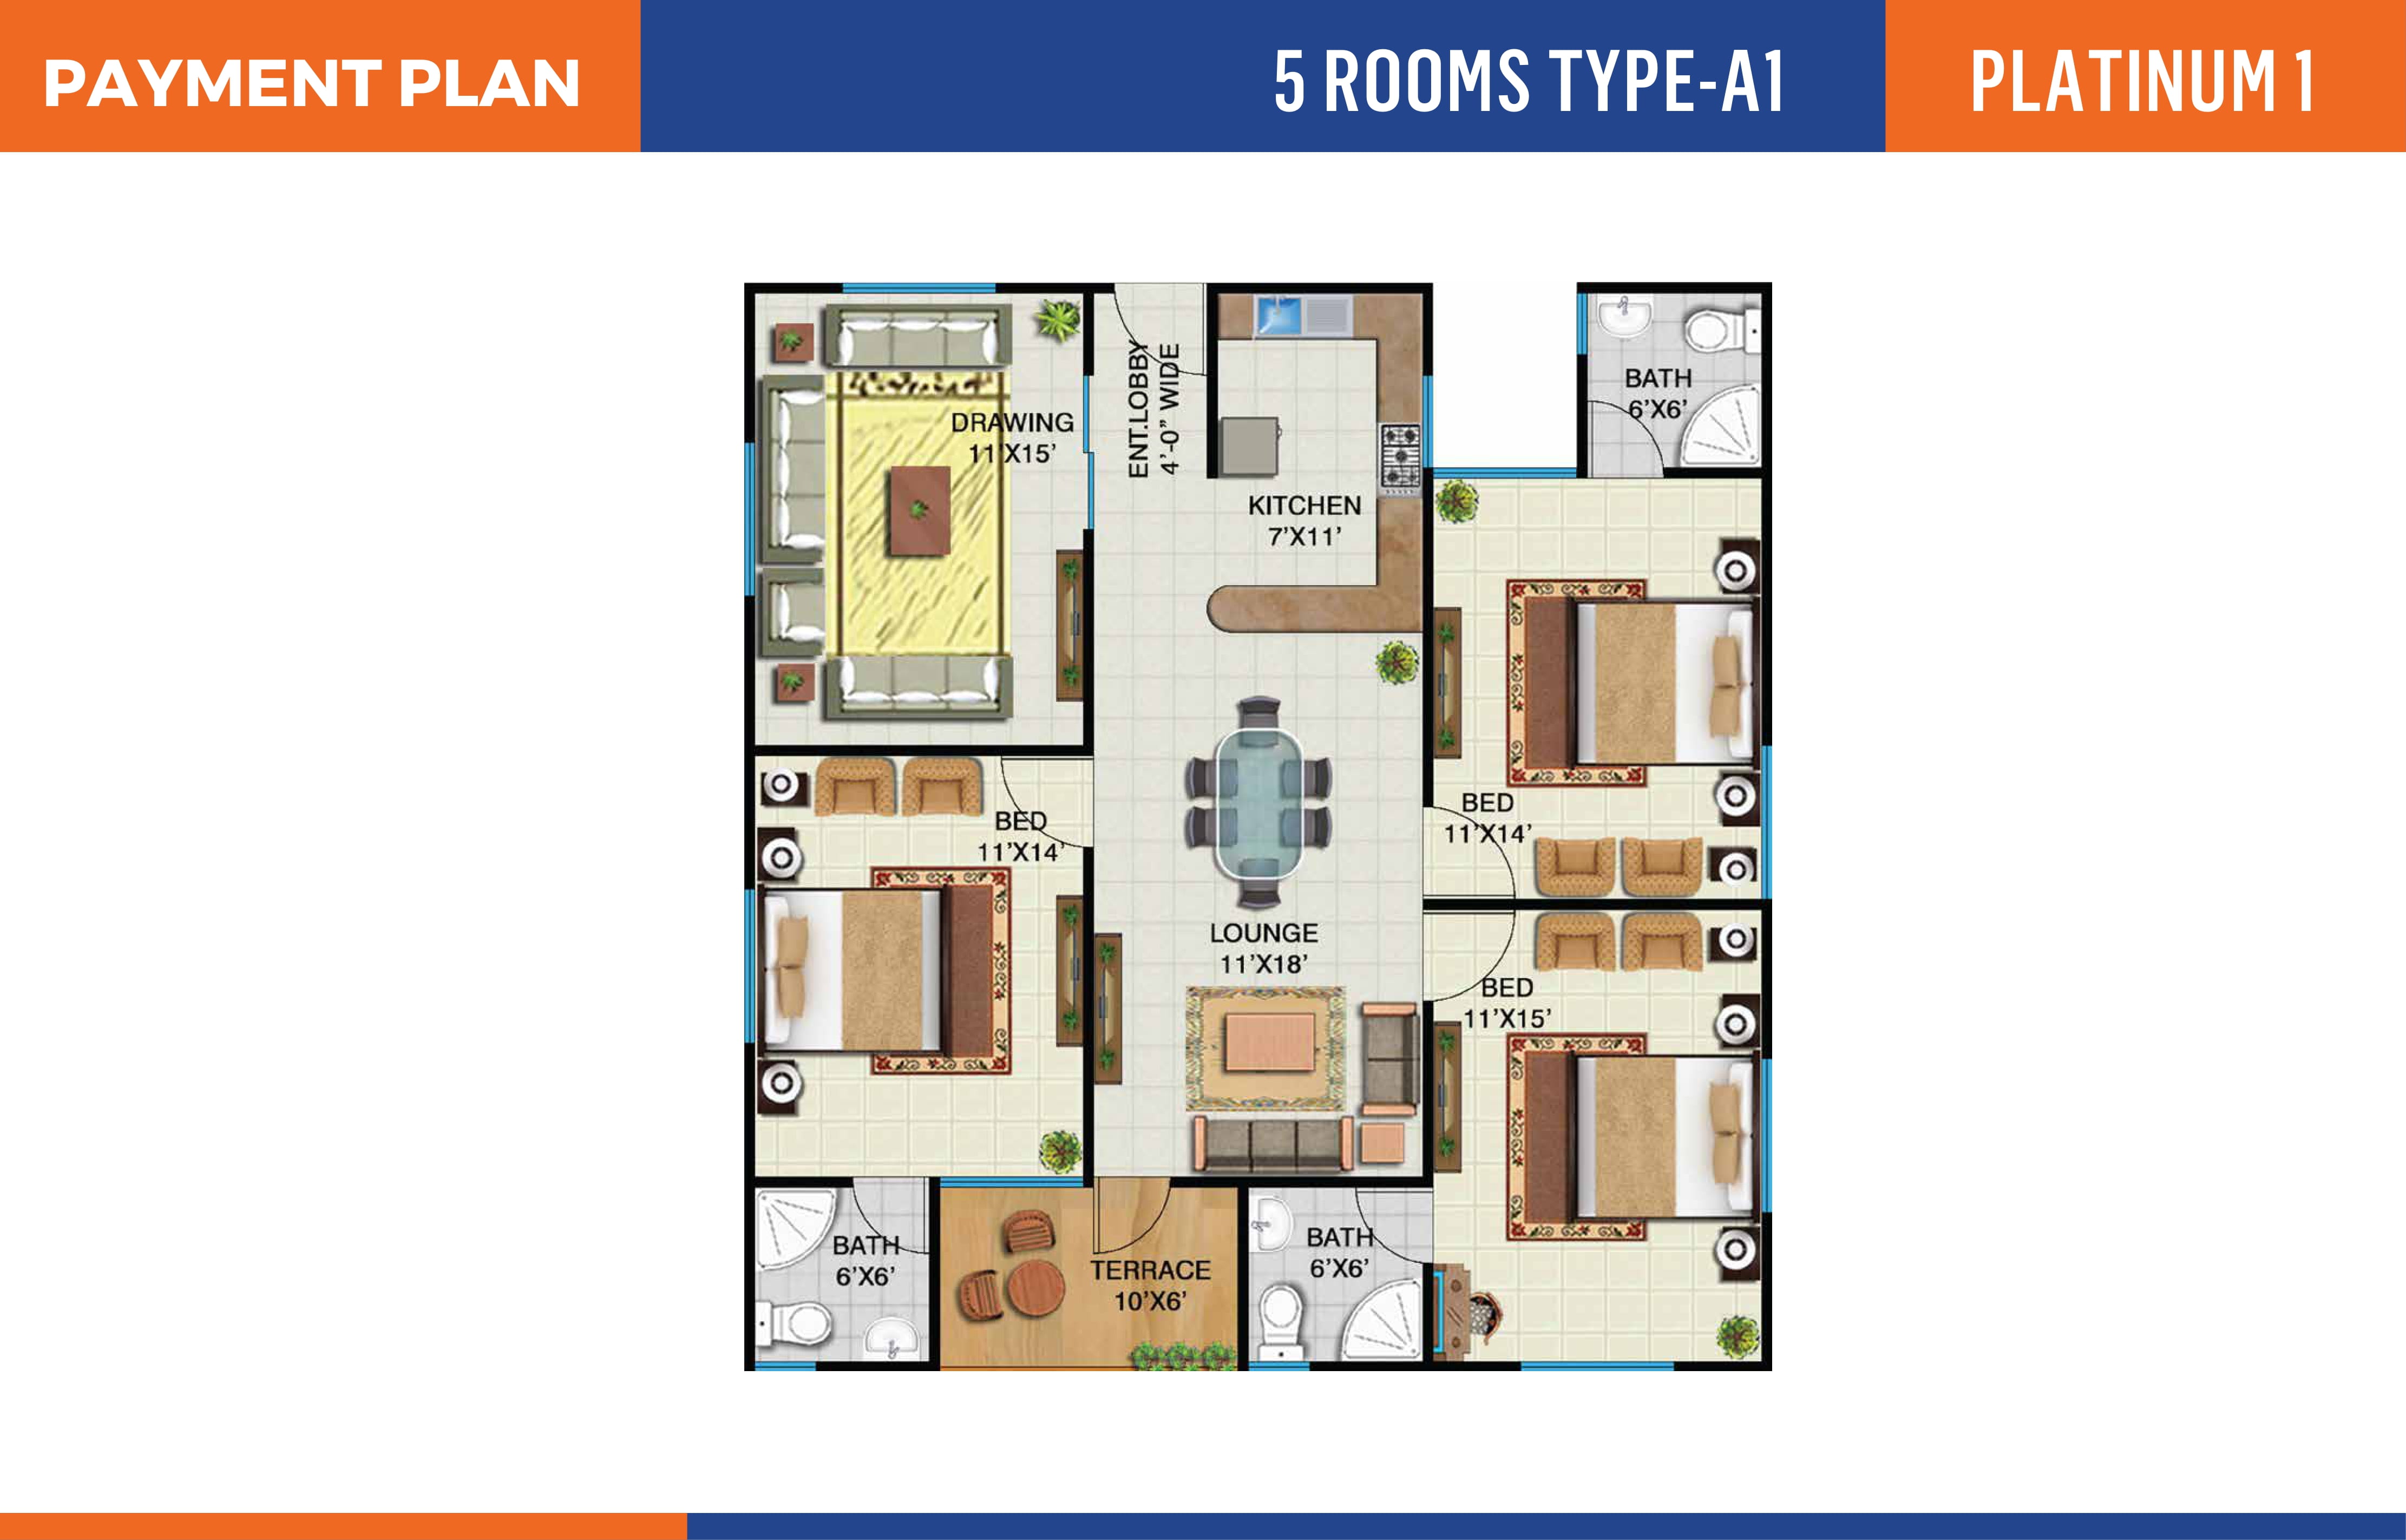 PAYMENT PLAN
5 ROOMS TYPE-A1
PLATINUM 1
ENT.LOBBY
4'-0" WIDE
DRAWING
11'X15'
KITCHEN
7'X11'
BATH
6'X6'
BED
11'X14'
BED
11'X14'
LOUNGE
11'X18'
BED
11'X15'
BATH
6'X6'
TERRACE
10'X6'
BATH
6'X6'